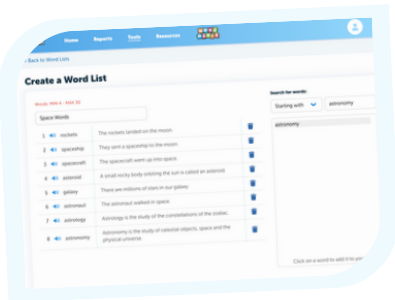 Home Reports Tools Resources
‹ Back to Word Lists
Create a Word List
Words: MIN 4 - MAX 50
Space Words
1 rockets The rockets landed on the moon.
2 spaceship They sent a spaceship to the moon.
3 spacecraft The spacecraft went up into space.
4 asteroid A small rocky body orbiting the sun is called an asteroid.
5 galaxy There are millions of stars in our galaxy.
6 astronaut The astronaut walked in space.
7 astrology Astrology is the study of the constellations of the zodiac.
8 astronomy Astronomy is the study of celestial objects, space and the
physical universe.
Search for words:
Starting with astronomy
astronomy
Click on a word to add it to your